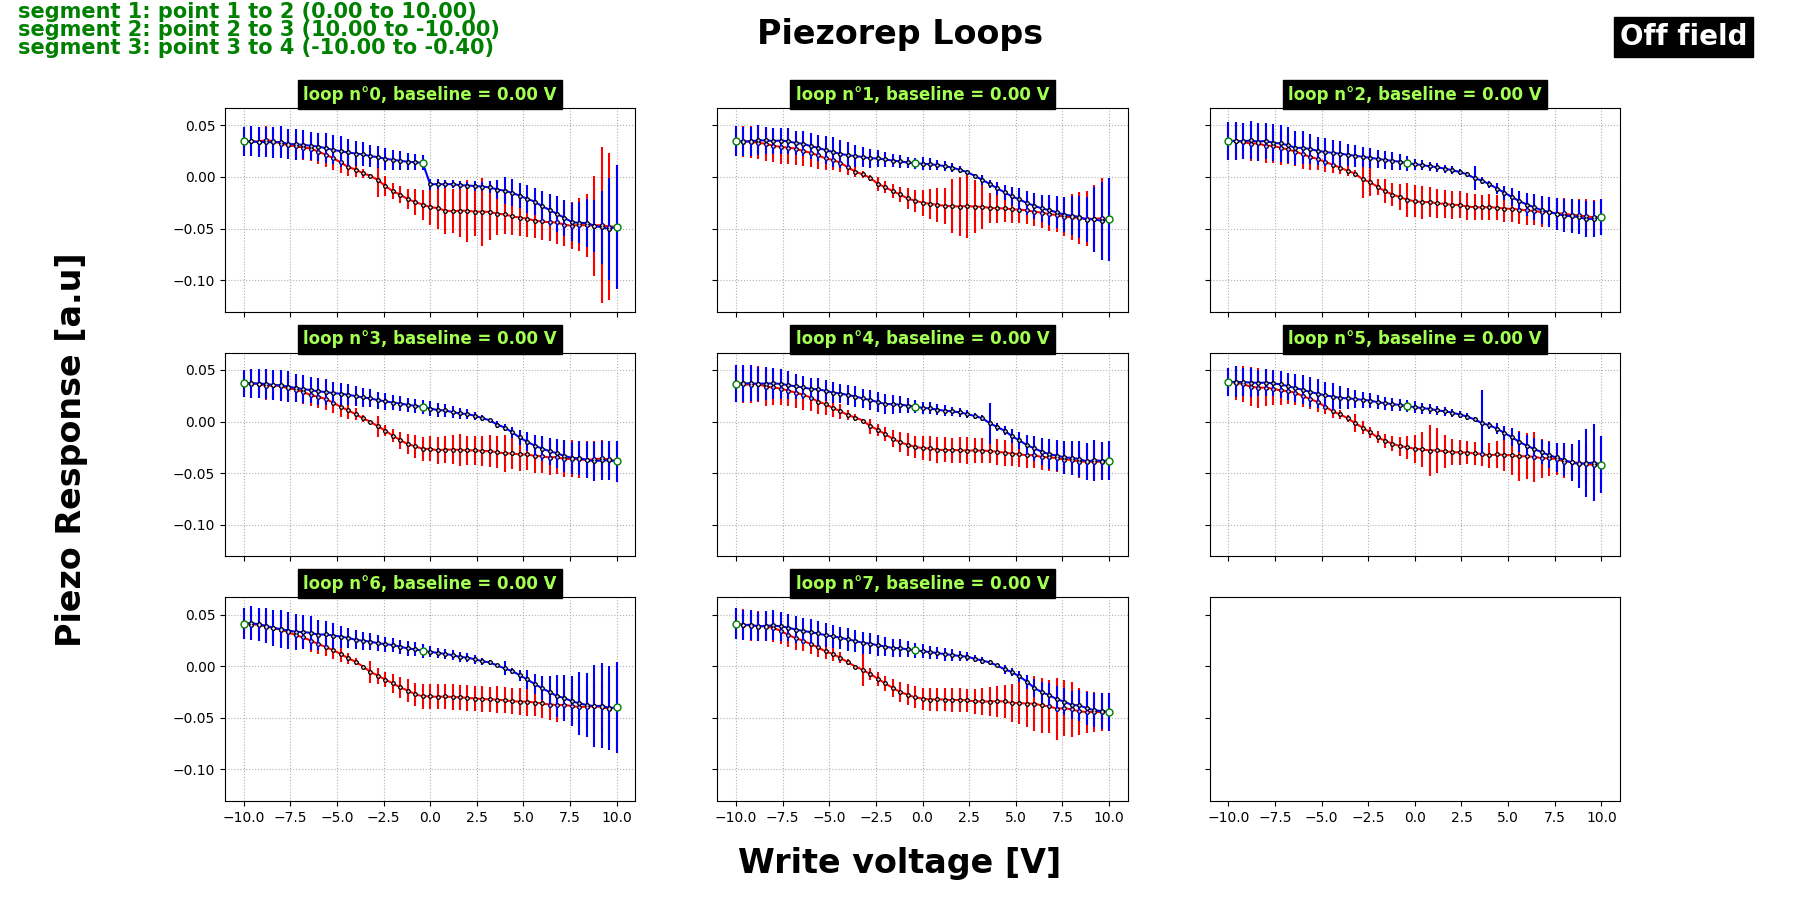 segment 1: point 1 to 2 (0.00 to 10.00)
segment 2: point 2 to 3 (10.00 to -10.00)
segment 3: point 3 to 4 (-10.00 to -0.40)
Piezorep Loops
Off field
loop n°0, baseline = 0.00 V
loop n°1, baseline = 0.00 V
loop n°2, baseline = 0.00 V
0.05
0.00
−0.05
−0.10
loop n°3, baseline = 0.00 V
loop n°4, baseline = 0.00 V
loop n°5, baseline = 0.00 V
0.05
0.00
−0.05
−0.10
Piezo Response [a.u]
loop n°6, baseline = 0.00 V
loop n°7, baseline = 0.00 V
0.05
0.00
−0.05
−0.10
−10.0 −7.5 −5.0 −2.5 0.0 2.5 5.0 7.5 10.0
−10.0 −7.5 −5.0 −2.5 0.0 2.5 5.0 7.5 10.0
−10.0 −7.5 −5.0 −2.5 0.0 2.5 5.0 7.5 10.0
Write voltage [V]